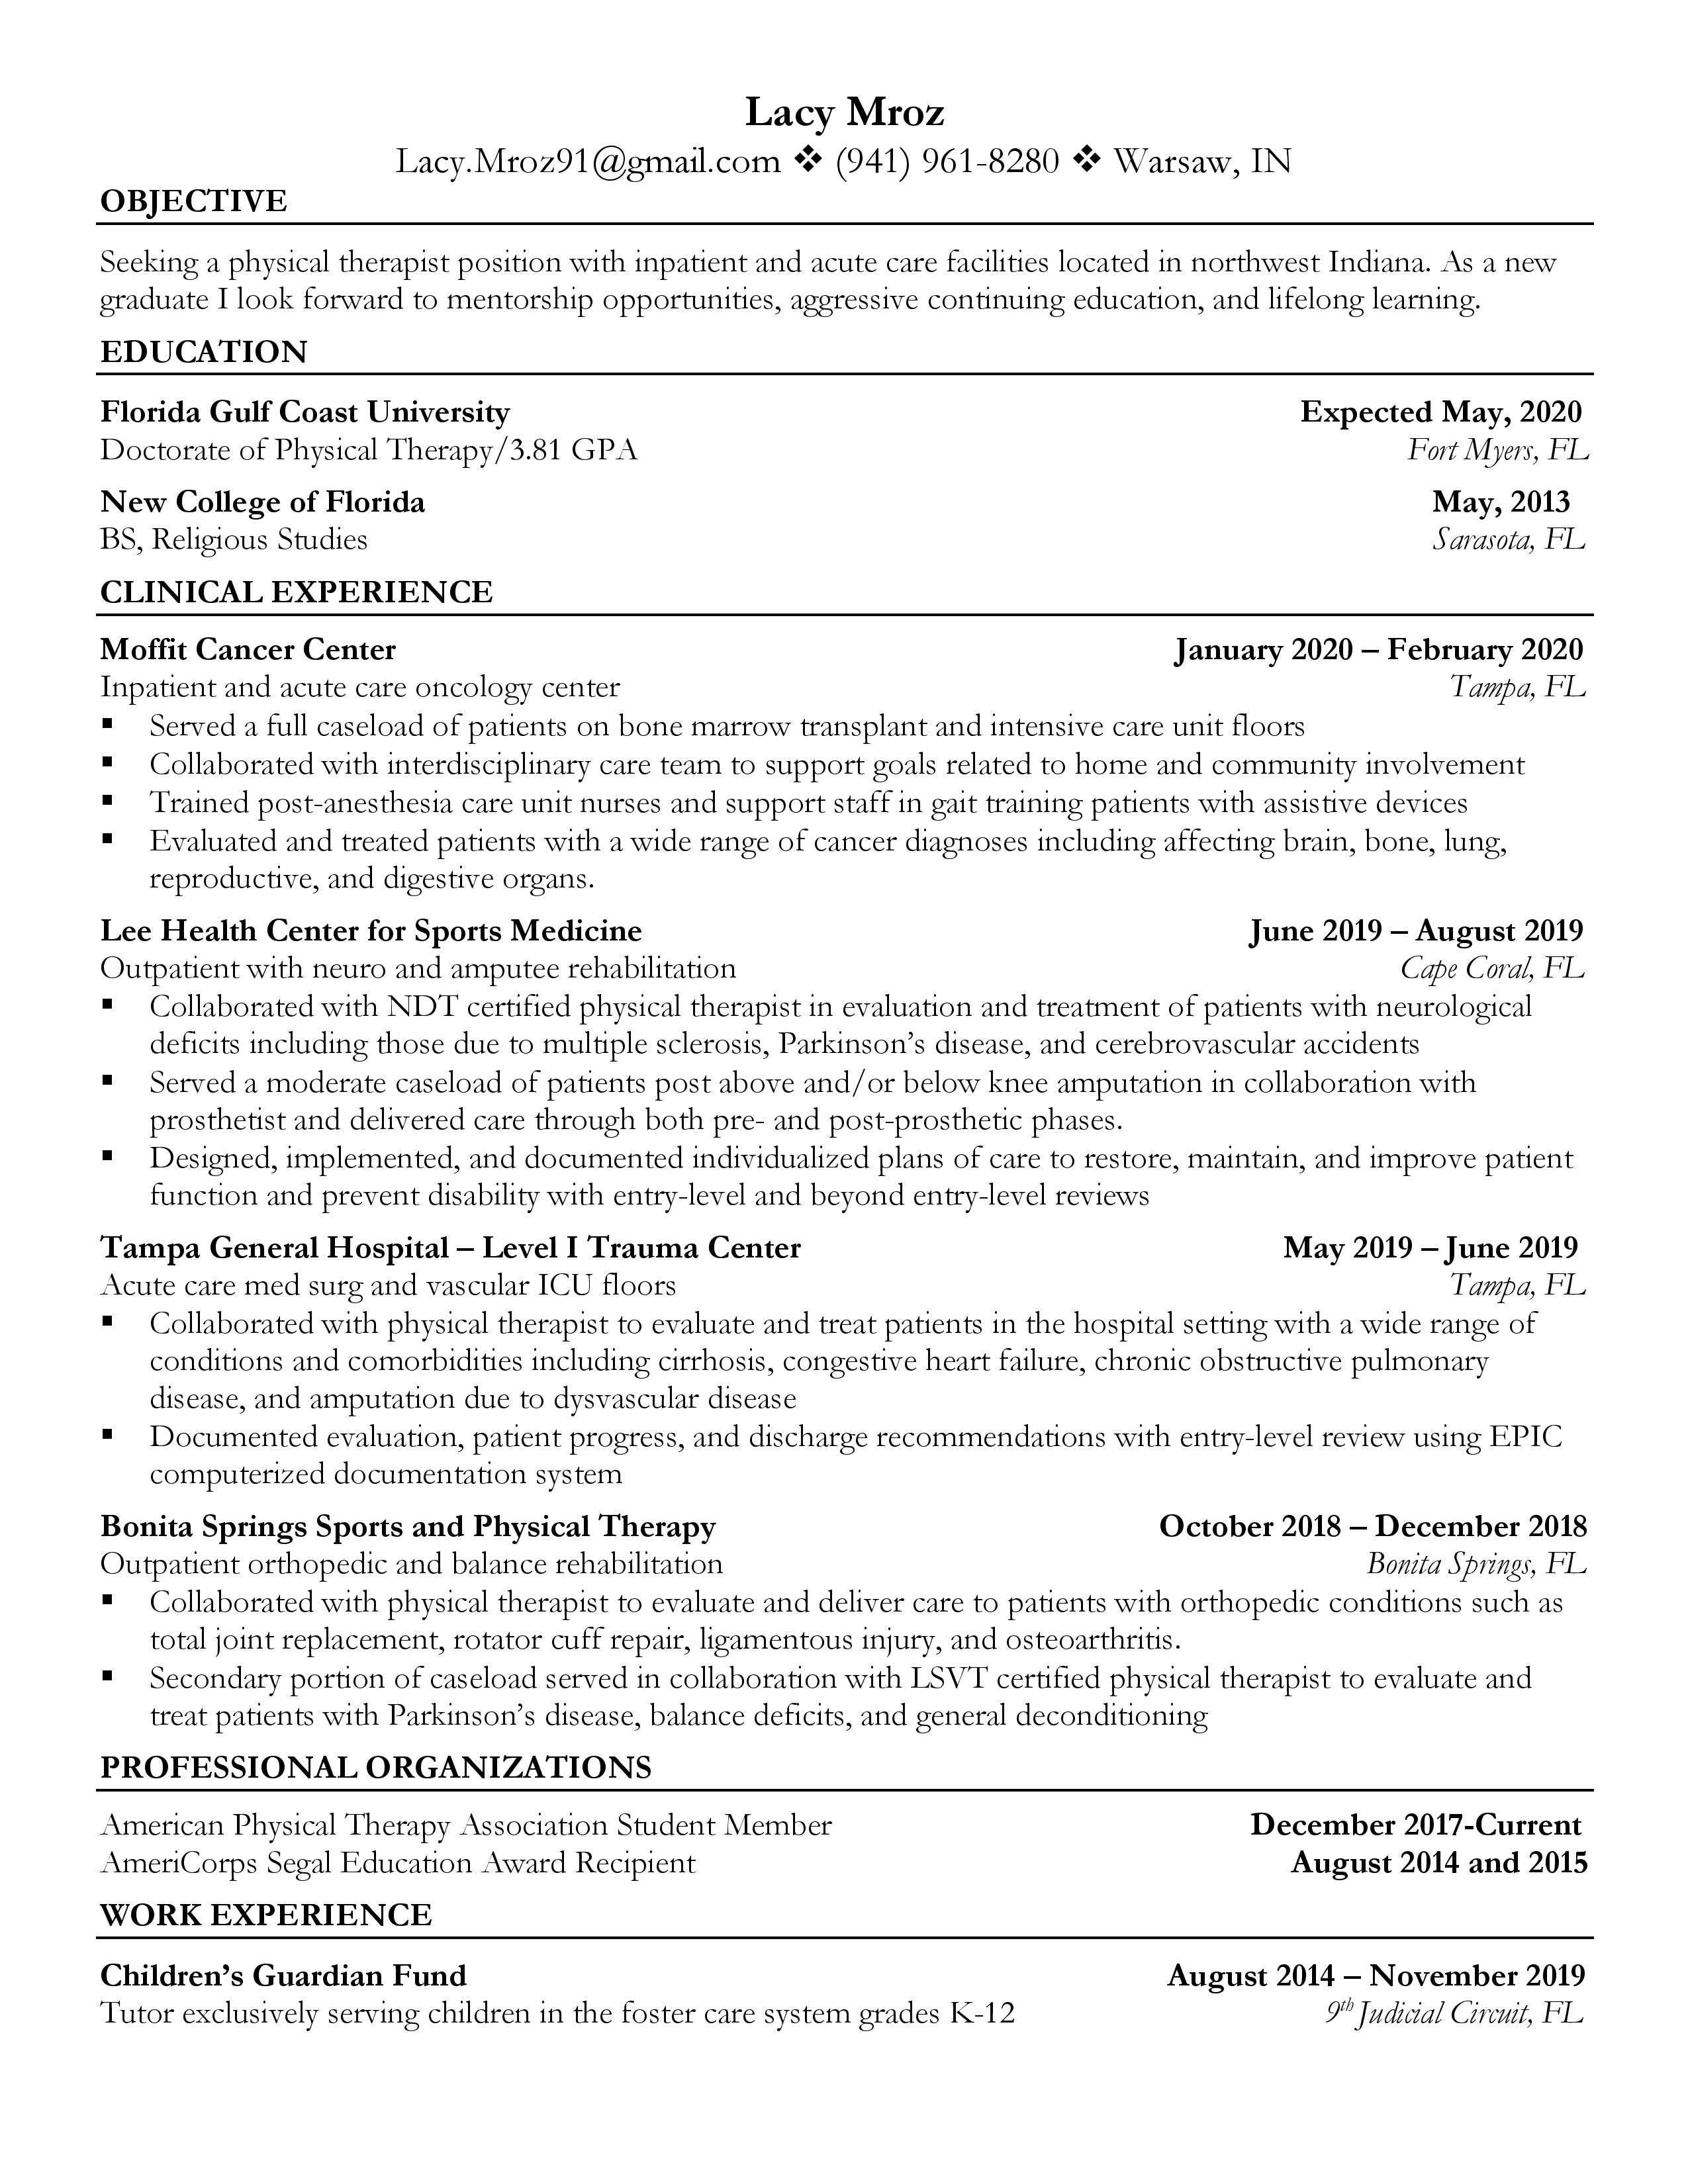 Lacy Mroz
Lacy.Mroz91@gmail.com ❖ (941) 961-8280 ❖ Warsaw, IN
OBJECTIVE
Seeking a physical therapist position with inpatient and acute care facilities located in northwest Indiana. As a new
graduate I look forward to mentorship opportunities, aggressive continuing education, and lifelong learning.
EDUCATION
Florida Gulf Coast University Expected May, 2020
Doctorate of Physical Therapy/3.81 GPA Fort Myers, FL
New College of Florida May, 2013
BS, Religious Studies Sarasota, FL
CLINICAL EXPERIENCE
Moffit Cancer Center January 2020 – February 2020
Inpatient and acute care oncology center Tampa, FL
▪ Served a full caseload of patients on bone marrow transplant and intensive care unit floors
▪ Collaborated with interdisciplinary care team to support goals related to home and community involvement
▪ Trained post-anesthesia care unit nurses and support staff in gait training patients with assistive devices
▪ Evaluated and treated patients with a wide range of cancer diagnoses including affecting brain, bone, lung,
reproductive, and digestive organs.
Lee Health Center for Sports Medicine June 2019 – August 2019
Outpatient with neuro and amputee rehabilitation Cape Coral, FL
▪ Collaborated with NDT certified physical therapist in evaluation and treatment of patients with neurological
deficits including those due to multiple sclerosis, Parkinson’s disease, and cerebrovascular accidents
▪ Served a moderate caseload of patients post above and/or below knee amputation in collaboration with
prosthetist and delivered care through both pre- and post-prosthetic phases.
▪ Designed, implemented, and documented individualized plans of care to restore, maintain, and improve patient
function and prevent disability with entry-level and beyond entry-level reviews
Tampa General Hospital – Level I Trauma Center May 2019 – June 2019
Acute care med surg and vascular ICU floors Tampa, FL
▪ Collaborated with physical therapist to evaluate and treat patients in the hospital setting with a wide range of
conditions and comorbidities including cirrhosis, congestive heart failure, chronic obstructive pulmonary
disease, and amputation due to dysvascular disease
▪ Documented evaluation, patient progress, and discharge recommendations with entry-level review using EPIC
computerized documentation system
Bonita Springs Sports and Physical Therapy October 2018 – December 2018
Outpatient orthopedic and balance rehabilitation Bonita Springs, FL
▪ Collaborated with physical therapist to evaluate and deliver care to patients with orthopedic conditions such as
total joint replacement, rotator cuff repair, ligamentous injury, and osteoarthritis.
▪ Secondary portion of caseload served in collaboration with LSVT certified physical therapist to evaluate and
treat patients with Parkinson’s disease, balance deficits, and general deconditioning
PROFESSIONAL ORGANIZATIONS
American Physical Therapy Association Student Member December 2017-Current
AmeriCorps Segal Education Award Recipient August 2014 and 2015
WORK EXPERIENCE
Children’s Guardian Fund August 2014 – November 2019
Tutor exclusively serving children in the foster care system grades K-12 9th Judicial Circuit, FL